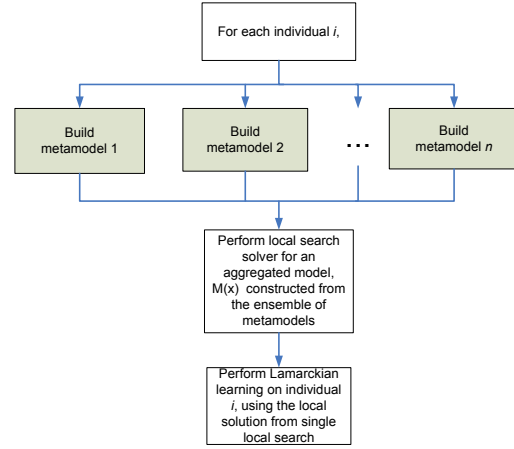 For each individual i,
Build
metamodel 1
Build
metamodel 2
...
Build
metamodel n
Perform local search
solver for an
aggregated model,
M(x) constructed from
the ensemble of
metamodels
Perform Lamarckian
learning on individual
i, using the local
solution from single
local search